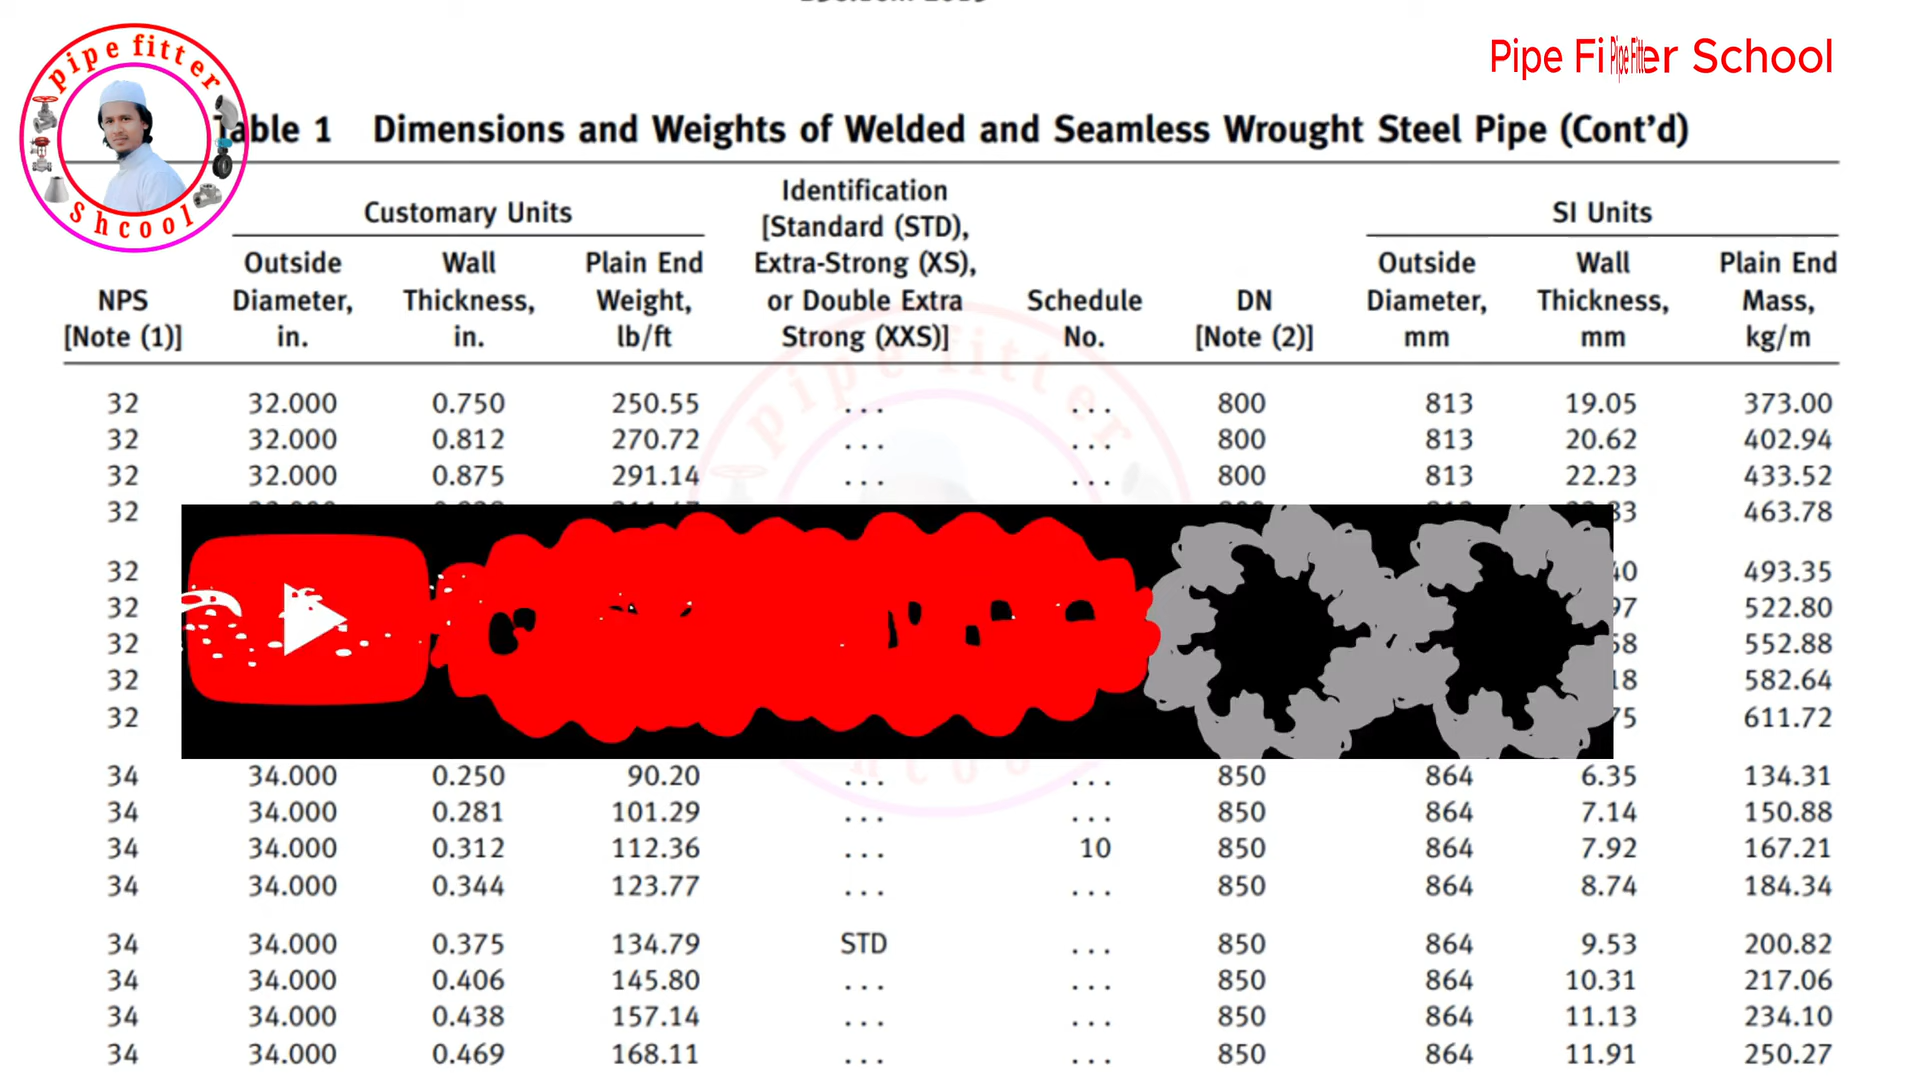 pipe fitter
Shcool
Pipe Fitter School
Table 1 Dimensions and Weights of Welded and Seamless Wrought Steel Pipe (Cont'd)
Customary Units
Identification
[Standard (STD),
Extra-Strong (XS),
or Double Extra
Strong (XXS)]
SI Units
NPS
[Note (1)]
Outside
Diameter,
in.
Wall
Thickness,
in.
Plain End
Weight,
lb/ft
Schedule
No.
DN
[Note (2)]
Outside
Diameter,
mm
Wall
Thickness,
mm
Plain End
Mass,
kg/m
32 32.000 0.750 250.55 ... ... 800 813 19.05 373.00
32 32.000 0.812 270.72 ... ... 800 813 20.62 402.94
32 32.000 0.875 291.14 ... ... 800 813 22.23 433.52
32 463.78
32 493.35
32 522.80
32 552.88
32 582.64
32 611.72
34 34.000 0.250 90.20 ... ... 850 864 6.35 134.31
34 34.000 0.281 101.29 ... ... 850 864 7.14 150.88
34 34.000 0.312 112.36 ... 10 850 864 7.92 167.21
34 34.000 0.344 123.77 ... ... 850 864 8.74 184.34
34 34.000 0.375 134.79 STD ... 850 864 9.53 200.82
34 34.000 0.406 145.80 ... ... 850 864 10.31 217.06
34 34.000 0.438 157.14 ... ... 850 864 11.13 234.10
34 34.000 0.469 168.11 ... ... 850 864 11.91 250.27